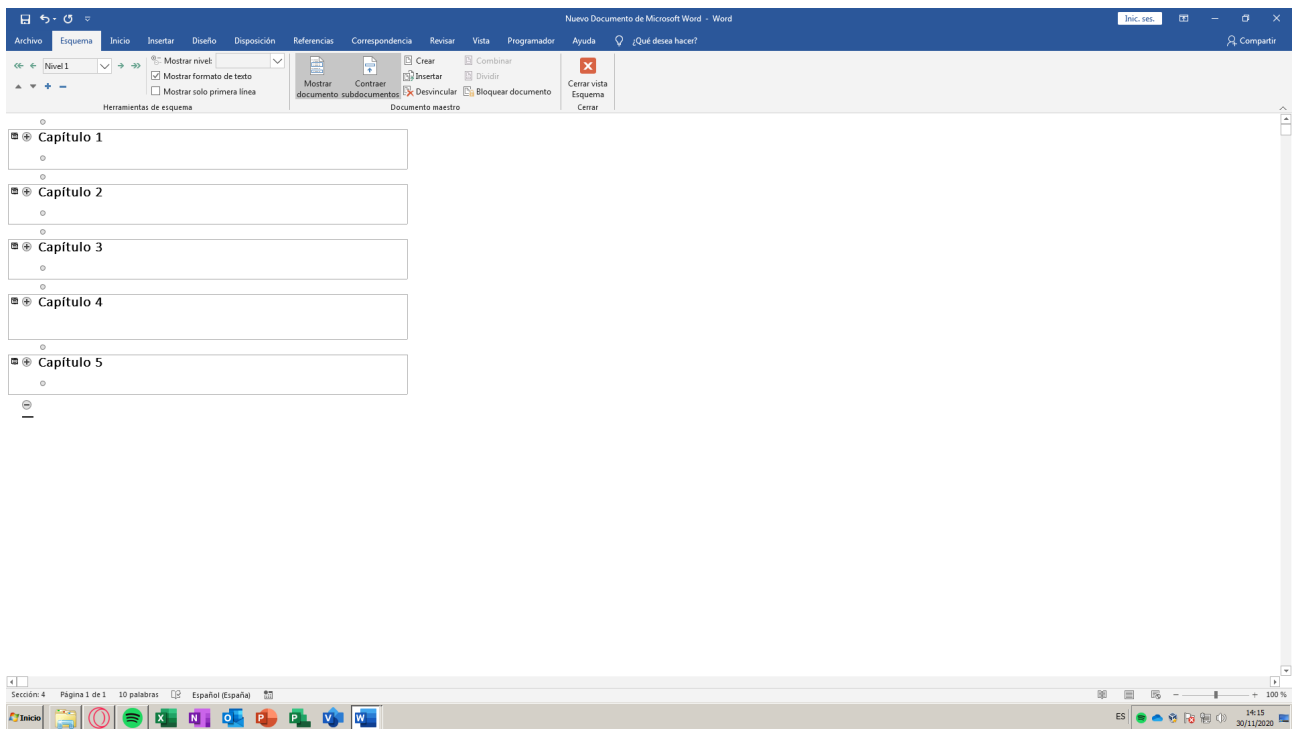 Nuevo Documento de Microsoft Word - Word
Inic. ses.
Archivo Esquema Inicio Insertar Diseño Disposición Referencias Correspondencia Revisar Vista Programador Ayuda ¿Qué desea hacer? Compartir
Nivel 1
Mostrar nivel:
Mostrar formato de texto
Mostrar solo primera línea
Herramientas de esquema
Mostrar documento
Contraer subdocumentos
Crear
Insertar
Desvincular
Combinar
Dividir
Bloquear documento
Documento maestro
Cerrar vista Esquema
Cerrar
Capítulo 1
Capítulo 2
Capítulo 3
Capítulo 4
Capítulo 5
Sección: 4 Página 1 de 1 10 palabras Español (España) 100 %
Inicio
ES
14:15
30/11/2020